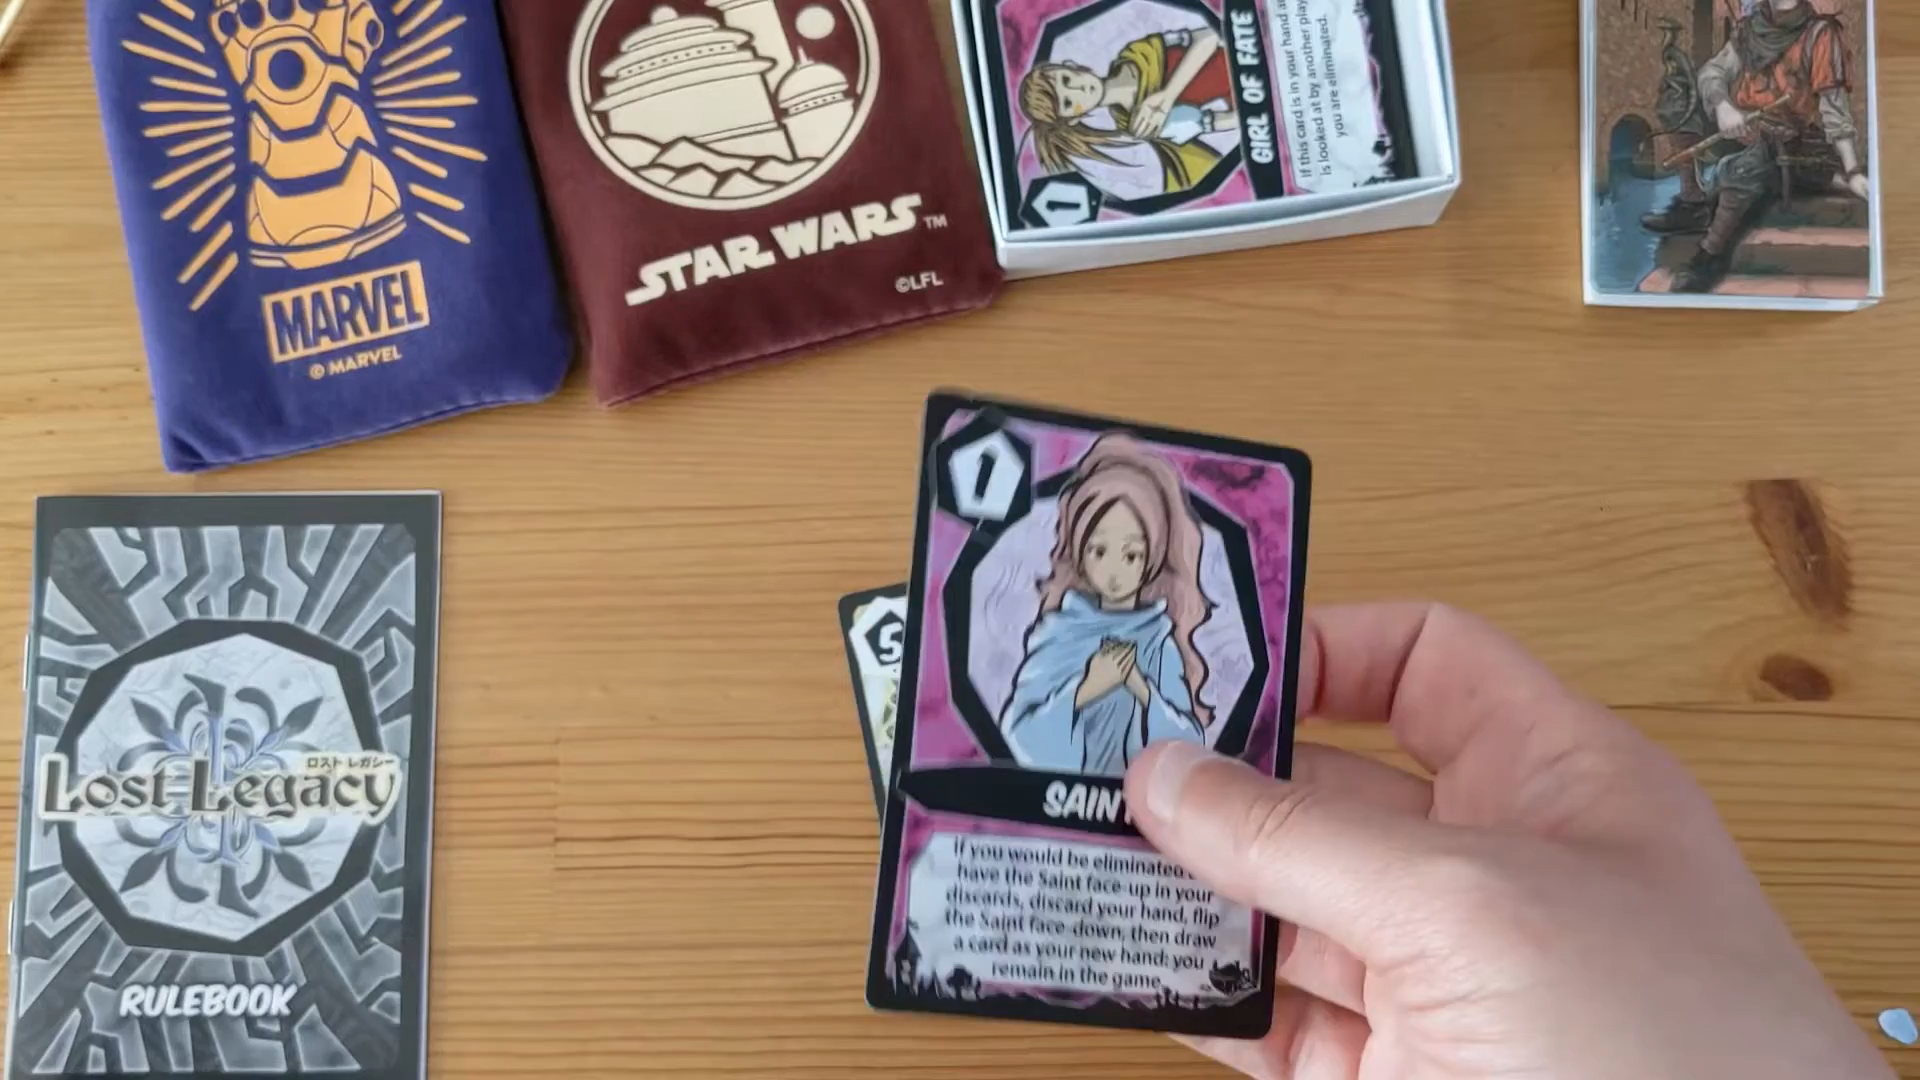 MARVEL
© MARVEL
STAR WARS™
©LFL
1
GIRL OF FATE
If this card is in your hand
is looked at by another
you are eliminated.
5
1
If you would be eliminated
have the Saint face-up in your
discards, discard your hand, flip
the Saint face-down, then draw
a card as your new hand; you
remain in the game.
ロスト レガシー
Lost Legacy
RULEBOOK